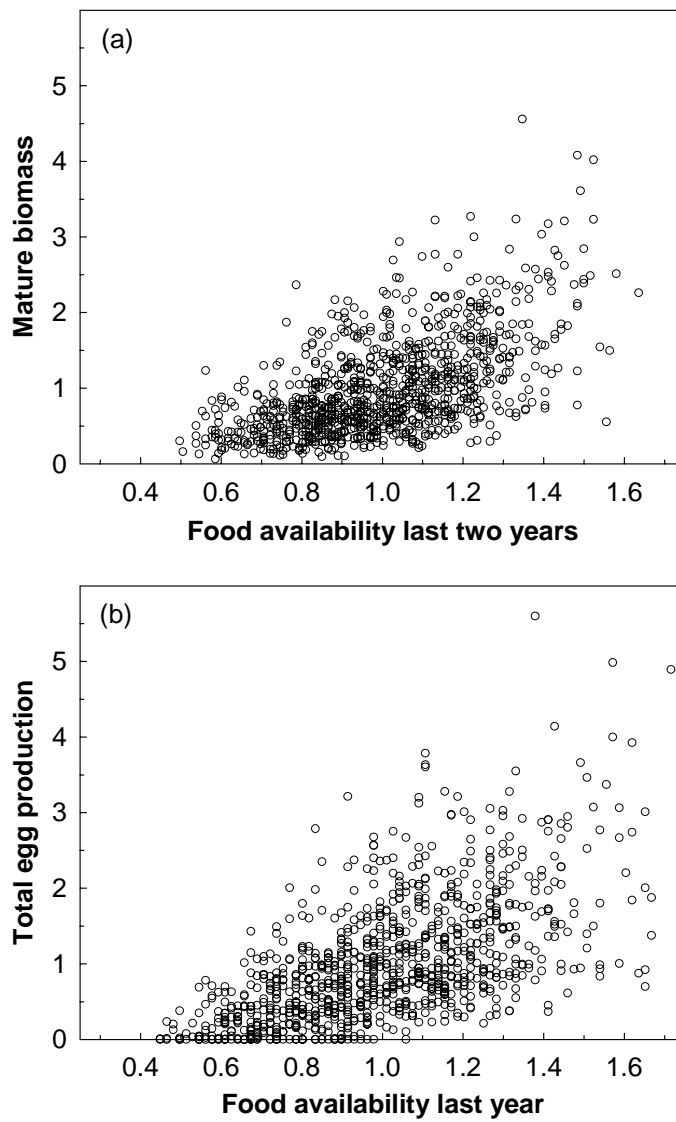 (a)
5
4
3
2
1
0
Mature biomass
0.4 0.6 0.8 1.0 1.2 1.4 1.6
Food availability last two years
(b)
5
4
3
2
1
0
Total egg production
0.4 0.6 0.8 1.0 1.2 1.4 1.6
Food availability last year